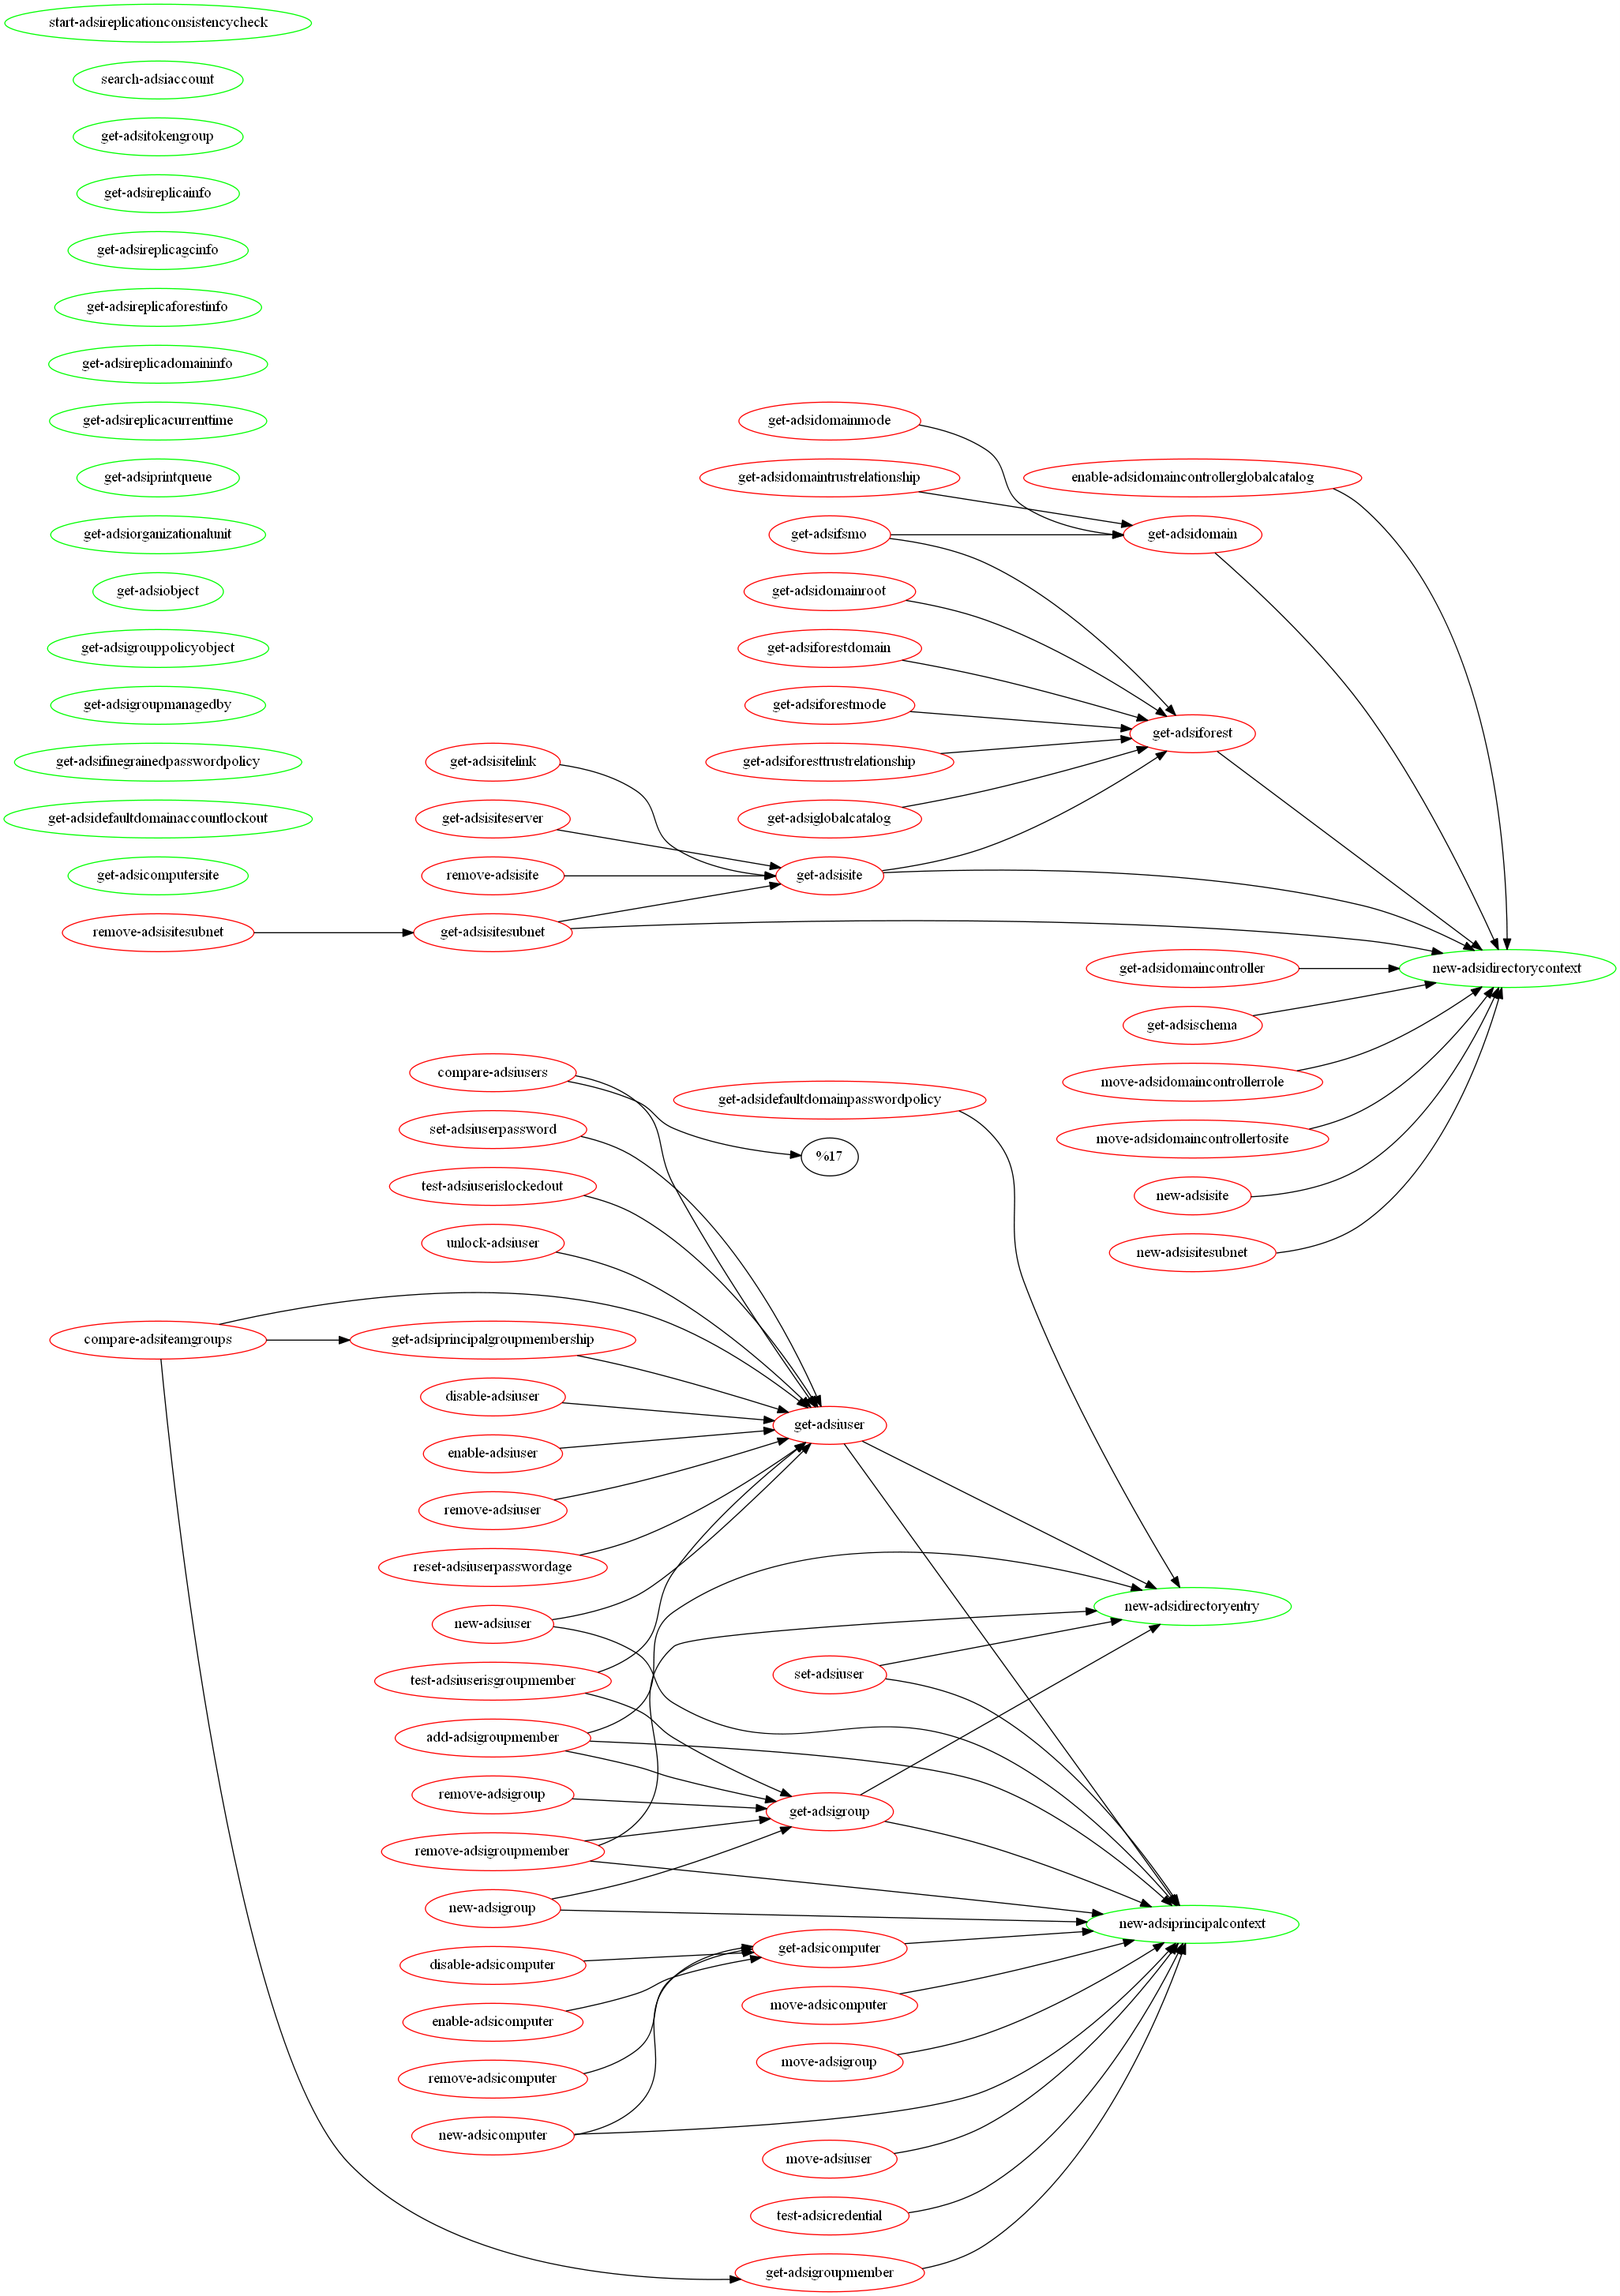 start-adsireplicationconsistencycheck
search-adsiaccount
get-adsitokengroup
get-adsireplicainfo
get-adsireplicagcinfo
get-adsireplicaforestinfo
get-adsireplicadomaininfo
get-adsireplicacurrenttime
get-adsiprintqueue
get-adsiorganizationalunit
get-adsiobject
get-adsigrouppolicyobject
get-adsigroupmanagedby
get-adsifinegrainedpasswordpolicy
get-adsidefaultdomainaccountlockout
get-adsicomputersite
remove-adsisitesubnet
get-adsisitelink
get-adsisiteserver
remove-adsisite
get-adsisitesubnet
get-adsidomainmode
get-adsidomaintrustrelationship
get-adsifsmo
get-adsidomainroot
get-adsiforestdomain
get-adsiforestmode
get-adsiforesttrustrelationship
get-adsiglobalcatalog
get-adsisite
enable-adsidomaincontrollerglobalcatalog
get-adsidomain
get-adsiforest
get-adsidomaincontroller
get-adsischema
move-adsidomaincontrollerrole
move-adsidomaincontrollertosite
new-adsisite
new-adsisitesubnet
new-adsidirectorycontext
compare-adsiteamgroups
compare-adsiusers
set-adsiuserpassword
test-adsiuserislockedout
unlock-adsiuser
get-adsiprincipalgroupmembership
disable-adsiuser
enable-adsiuser
remove-adsiuser
reset-adsiuserpasswordage
new-adsiuser
test-adsiuserisgroupmember
add-adsigroupmember
remove-adsigroup
remove-adsigroupmember
new-adsigroup
disable-adsicomputer
enable-adsicomputer
remove-adsicomputer
new-adsicomputer
get-adsidefaultdomainpasswordpolicy
%17
get-adsiuser
set-adsiuser
get-adsigroup
get-adsicomputer
move-adsicomputer
move-adsigroup
move-adsiuser
test-adsicredential
get-adsigroupmember
new-adsidirectoryentry
new-adsiprincipalcontext